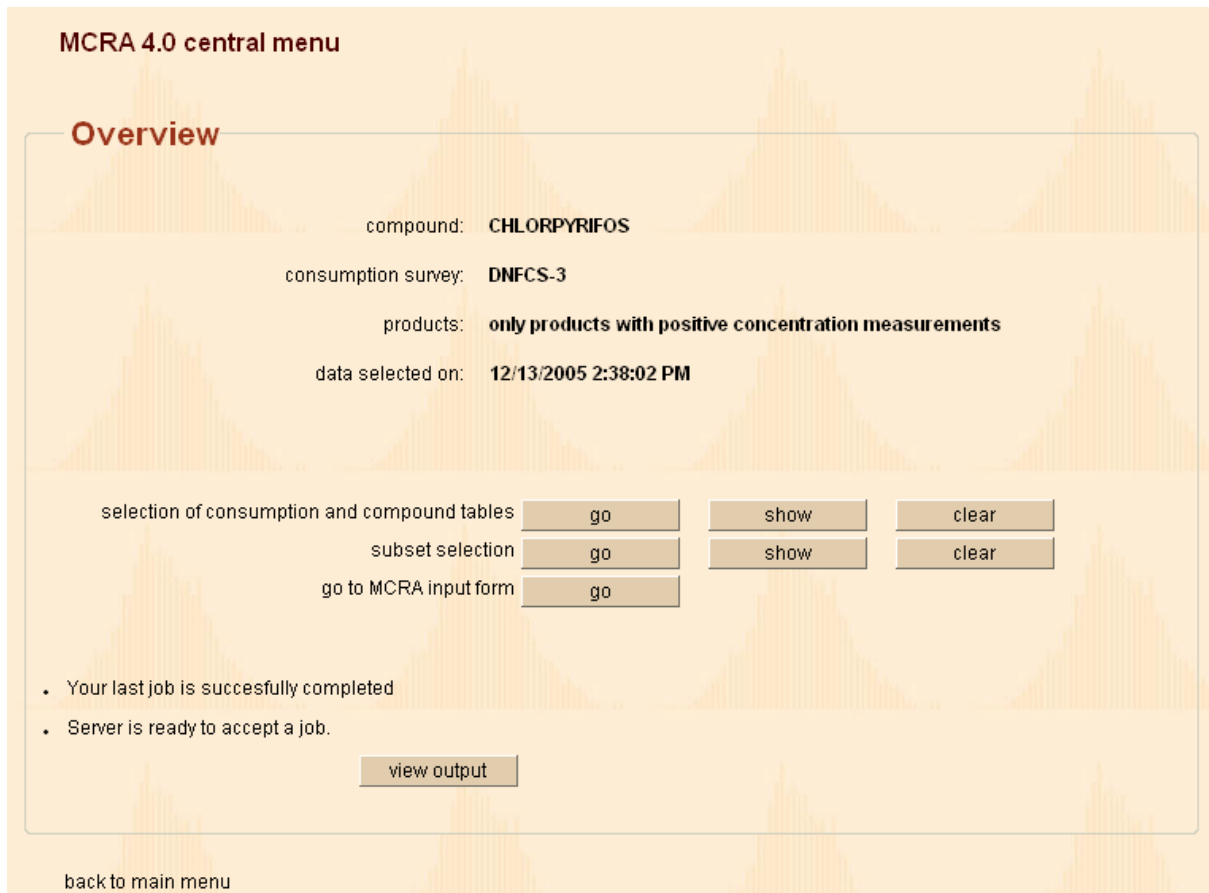 MCRA 4.0 central menu
Overview
compound: CHLORPYRIFOS
consumption survey: DNFCS-3
products: only products with positive concentration measurements
data selected on: 12/13/2005 2:38:02 PM
selection of consumption and compound tables go show clear
subset selection go show clear
go to MCRA input form go
• Your last job is succesfully completed
• Server is ready to accept a job.
view output
back to main menu